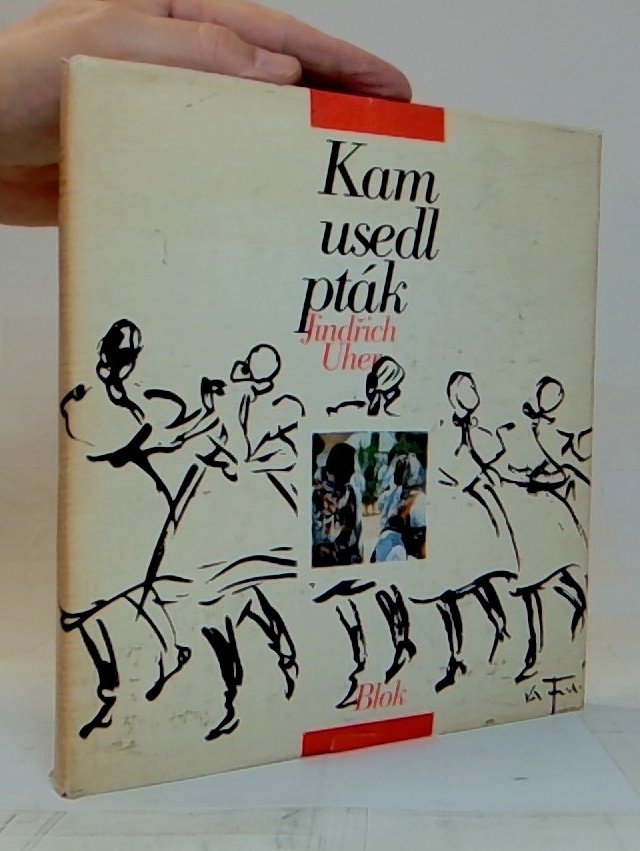 Kam
usedl
pták
Jindřich
Uher
Blok